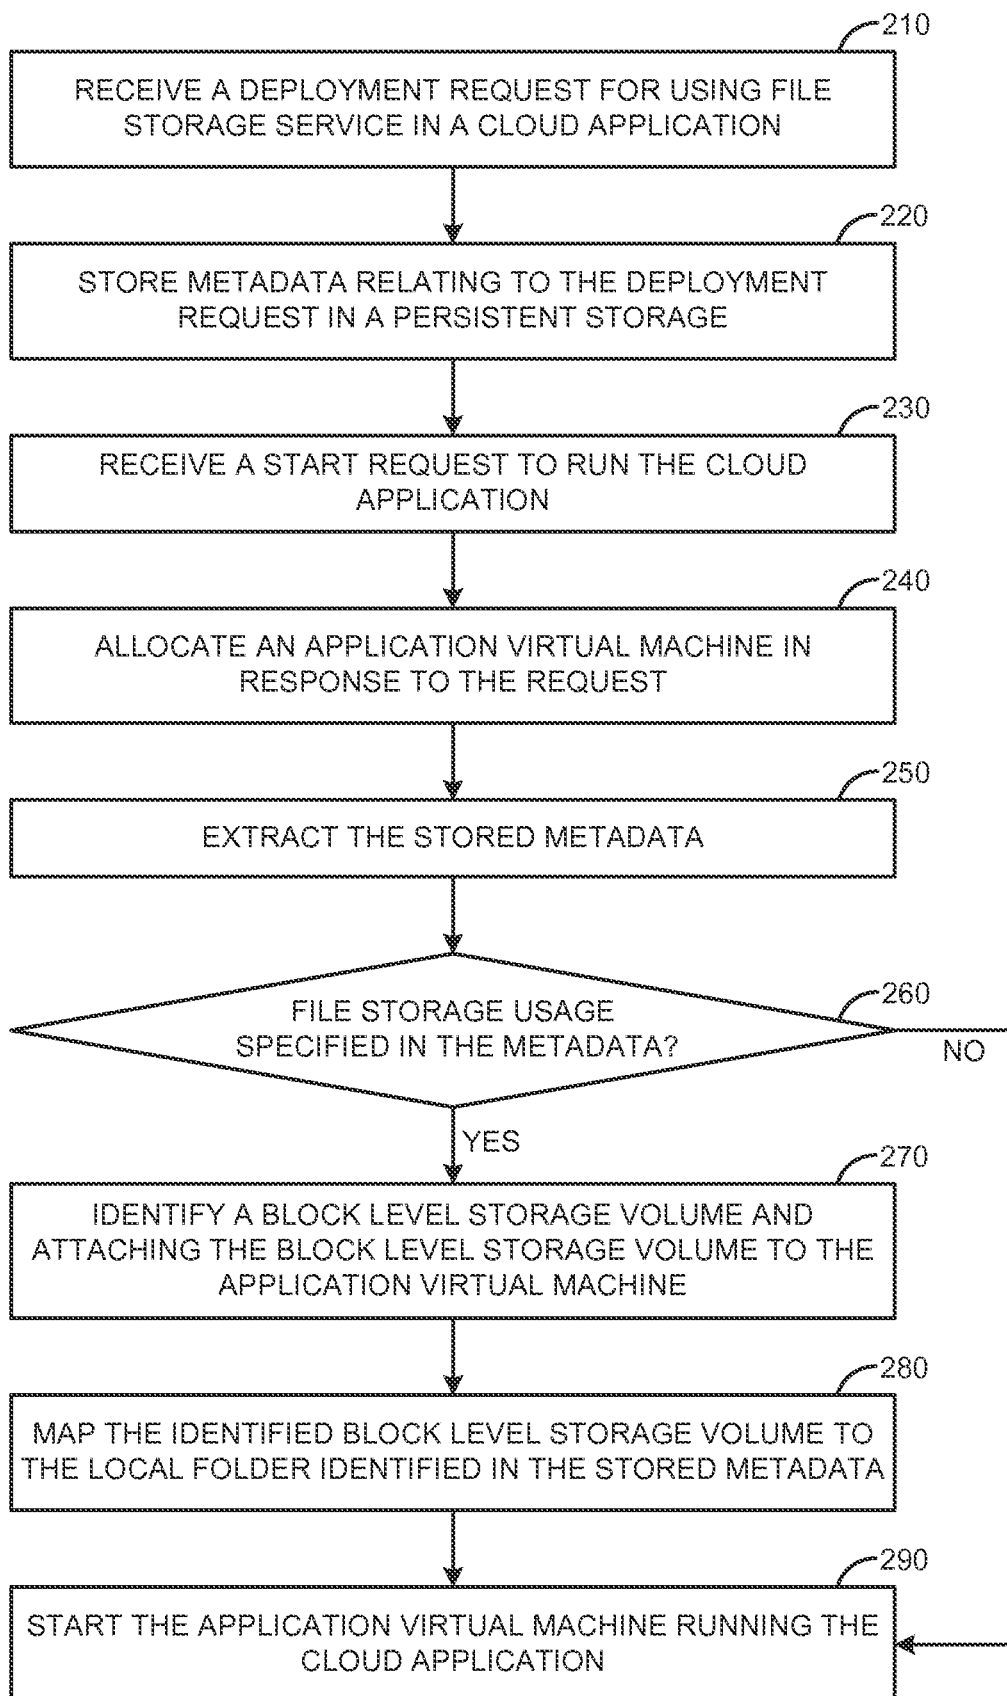 210
RECEIVE A DEPLOYMENT REQUEST FOR USING FILE
STORAGE SERVICE IN A CLOUD APPLICATION
220
STORE METADATA RELATING TO THE DEPLOYMENT
REQUEST IN A PERSISTENT STORAGE
230
RECEIVE A START REQUEST TO RUN THE CLOUD
APPLICATION
240
ALLOCATE AN APPLICATION VIRTUAL MACHINE IN
RESPONSE TO THE REQUEST
250
EXTRACT THE STORED METADATA
260
FILE STORAGE USAGE
SPECIFIED IN THE METADATA?
NO
YES
270
IDENTIFY A BLOCK LEVEL STORAGE VOLUME AND
ATTACHING THE BLOCK LEVEL STORAGE VOLUME TO THE
APPLICATION VIRTUAL MACHINE
280
MAP THE IDENTIFIED BLOCK LEVEL STORAGE VOLUME TO
THE LOCAL FOLDER IDENTIFIED IN THE STORED METADATA
290
START THE APPLICATION VIRTUAL MACHINE RUNNING THE
CLOUD APPLICATION